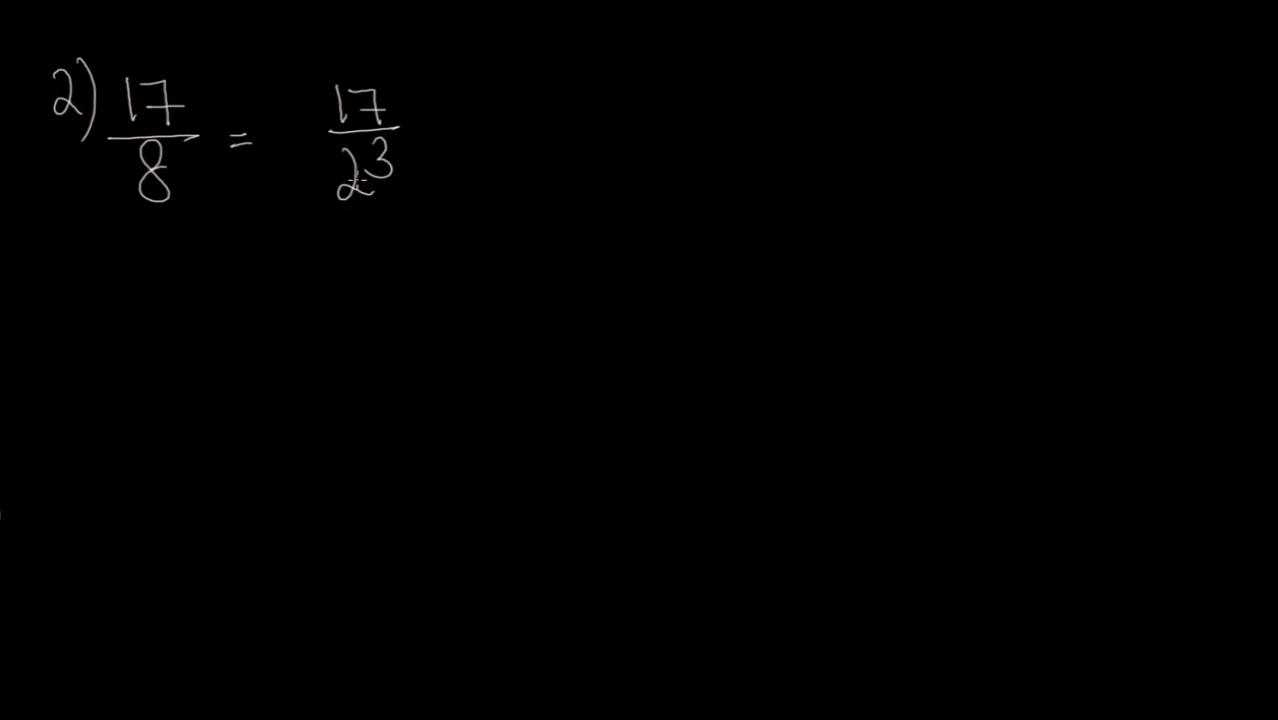 2) 17/8 = 17/2³